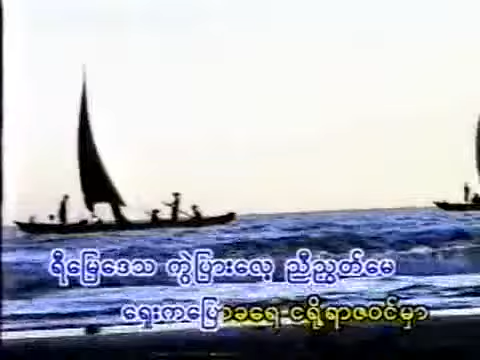 ရီမြေဒေသ ကွဲပြားလေ့ ညီညွတ်မေ
ရှေးကပြောခရေ ငရို့ရာဇဝင်မှာ